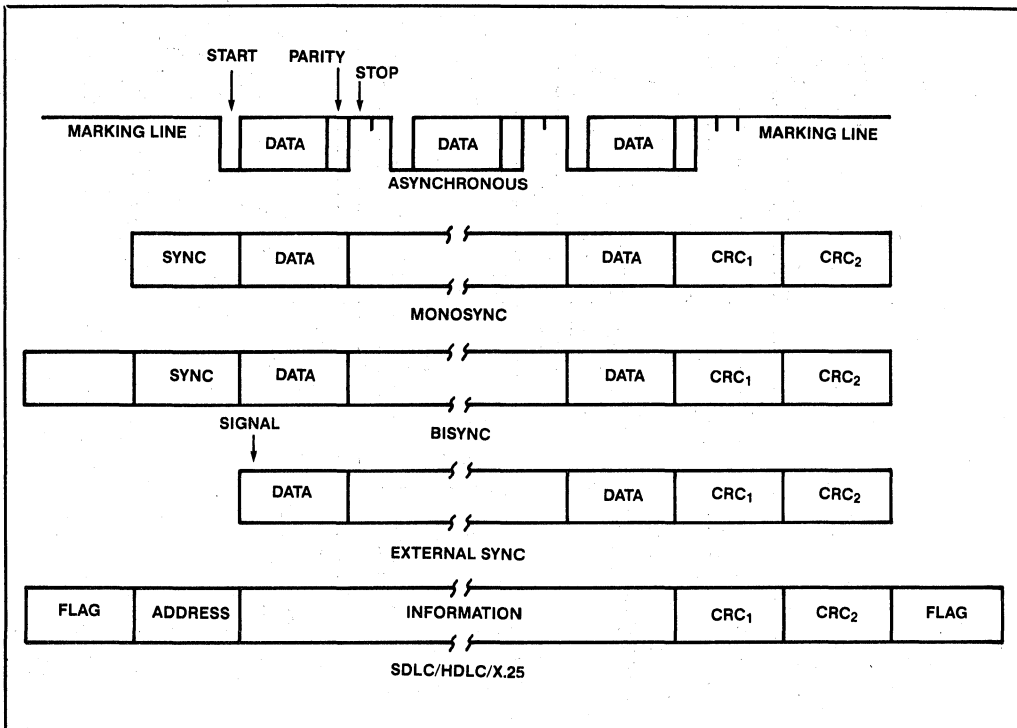 START PARITY
STOP
MARKING LINE DATA DATA DATA MARKING LINE
ASYNCHRONOUS
SYNC DATA DATA CRC1 CRC2
MONOSYNC
SYNC DATA DATA CRC1 CRC2
SIGNAL BISYNC
DATA DATA CRC1 CRC2
EXTERNAL SYNC
FLAG ADDRESS INFORMATION CRC1 CRC2 FLAG
SDLC/HDLC/X.25